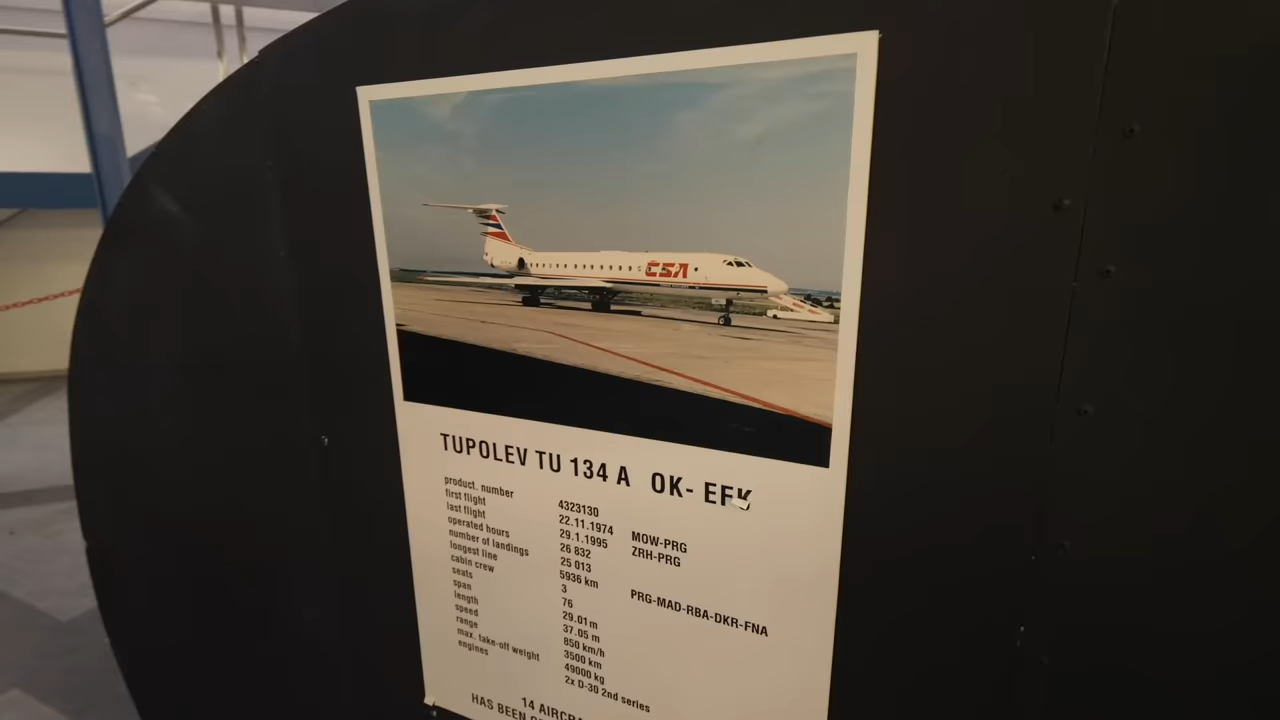 ČSA
TUPOLEV TU 134 A OK- EFK
product. number 4323130
first flight 22.11.1974 MOW-PRG
last flight 29.1.1995 ZRH-PRG
operated hours 26 832
number of landings 25 013
longest line 5936 km PRG-MAD-RBA-DKR-FNA
cabin crew 3
seats 76
span 29.01 m
length 37.05 m
speed 850 km/h
range 3500 km
max. take-off weight 49000 kg
engines 2x D-30 2nd series
14
HAS BEEN